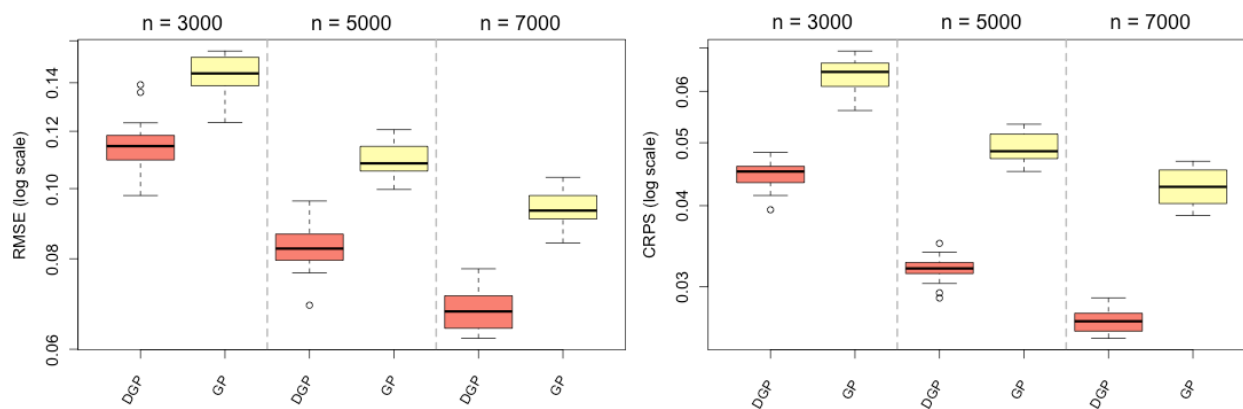 n = 3000 n = 5000 n = 7000
RMSE (log scale)
0.14
0.12
0.10
0.08
0.06
DGP GP DGP GP DGP GP
n = 3000 n = 5000 n = 7000
CRPS (log scale)
0.06
0.05
0.04
0.03
DGP GP DGP GP DGP GP